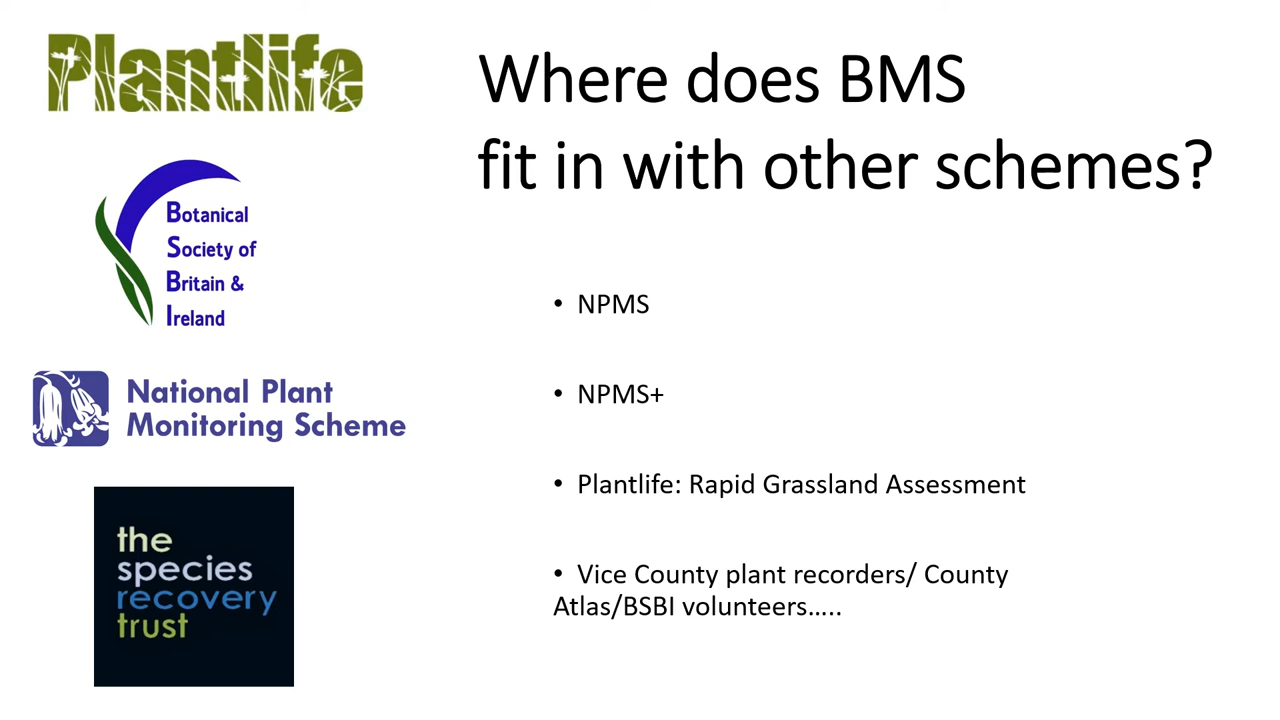 Plantlife
Botanical
Society of
Britain &
Ireland
National Plant
Monitoring Scheme
the
species
recovery
trust
Where does BMS
fit in with other schemes?
• NPMS
• NPMS+
• Plantlife: Rapid Grassland Assessment
• Vice County plant recorders/ County
Atlas/BSBI volunteers.....